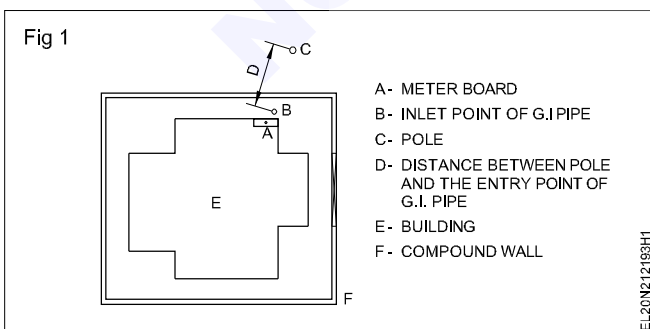 Fig 1
C
D
B
A
E
F
A- METER BOARD
B- INLET POINT OF G.I PIPE
C- POLE
D- DISTANCE BETWEEN POLE
AND THE ENTRY POINT OF
G.I. PIPE
E- BUILDING
F- COMPOUND WALL
EL20N212193H1